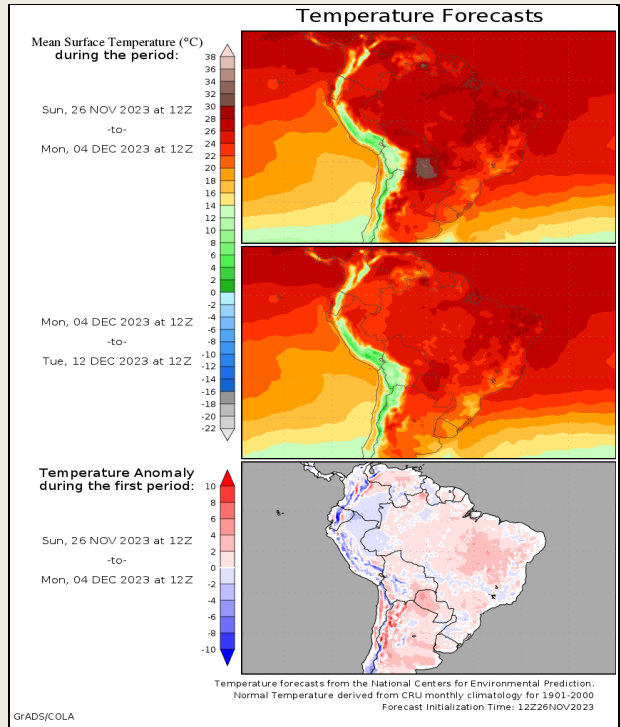 Temperature Forecasts
Mean Surface Temperature (°C)
during the period:
38
36
34
32
30
28
26
24
22
20
18
16
14
12
10
8
6
4
2
0
-2
-4
-6
-8
-10
-12
-14
-16
-18
-20
-22
Sun, 26 NOV 2023 at 12Z
-to-
Mon, 04 DEC 2023 at 12Z
Mon, 04 DEC 2023 at 12Z
-to-
Tue, 12 DEC 2023 at 12Z
Temperature Anomaly
during the first period:
10
8
6
4
2
0
-2
-4
-6
-8
-10
Sun, 26 NOV 2023 at 12Z
-to-
Mon, 04 DEC 2023 at 12Z
Temperature forecasts from the National Centers for Environmental Prediction.
Normal Temperature derived from CRU monthly climatology for 1901-2000
Forecast Initialization Time: 12Z26NOV2023
GrADS/COLA